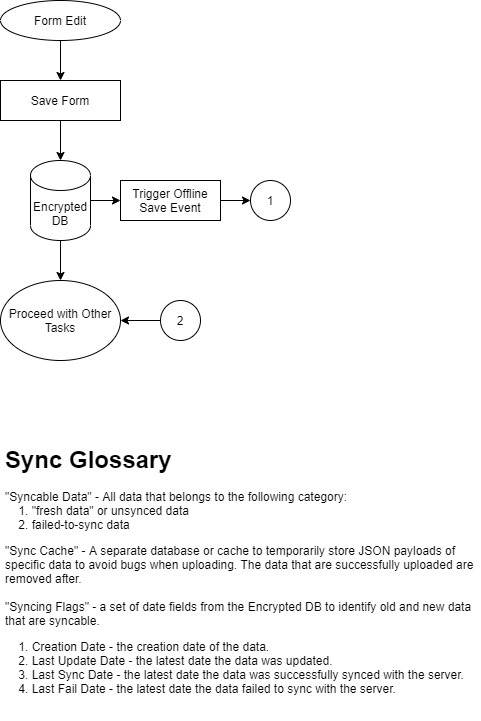 Form Edit
Save Form
Encrypted
DB
Trigger Offline
Save Event
1
Proceed with Other
Tasks
2
Sync Glossary
"Syncable Data" - All data that belongs to the following category:
1. "fresh data" or unsynced data
2. failed-to-sync data
"Sync Cache" - A separate database or cache to temporarily store JSON payloads of
specific data to avoid bugs when uploading. The data that are successfully uploaded are
removed after.
"Syncing Flags" - a set of date fields from the Encrypted DB to identify old and new data
that are syncable.
1. Creation Date - the creation date of the data.
2. Last Update Date - the latest date the data was updated.
3. Last Sync Date - the latest date the data was successfully synced with the server.
4. Last Fail Date - the latest date the data failed to sync with the server.